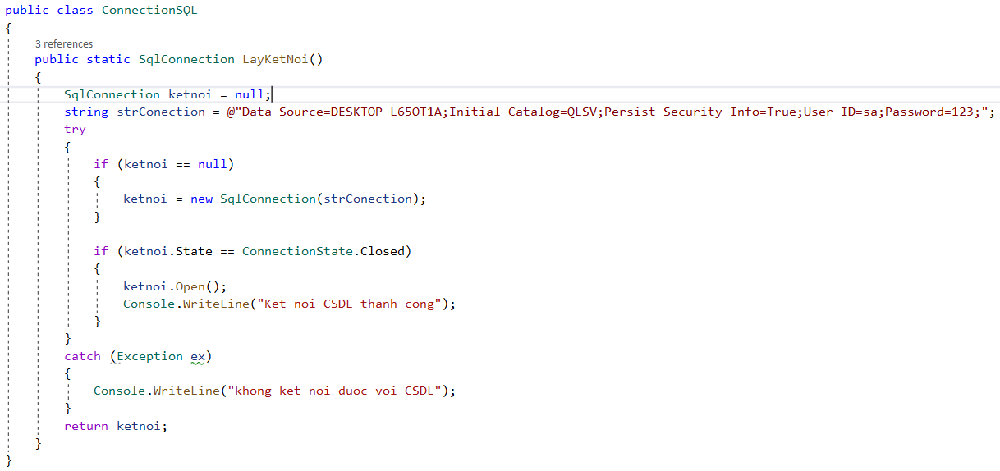 public class ConnectionSQL
{
3 references
public static SqlConnection LayKetNoi()
{
SqlConnection ketnoi = null;
string strConection = @"Data Source=DESKTOP-L65OT1A;Initial Catalog=QLSV;Persist Security Info=True;User ID=sa;Password=123;";
try
{
if (ketnoi == null)
{
ketnoi = new SqlConnection(strConection);
}
if (ketnoi.State == ConnectionState.Closed)
{
ketnoi.Open();
Console.WriteLine("Ket noi CSDL thanh cong");
}
}
catch (Exception ex)
{
Console.WriteLine("khong ket noi duoc voi CSDL");
}
return ketnoi;
}
}